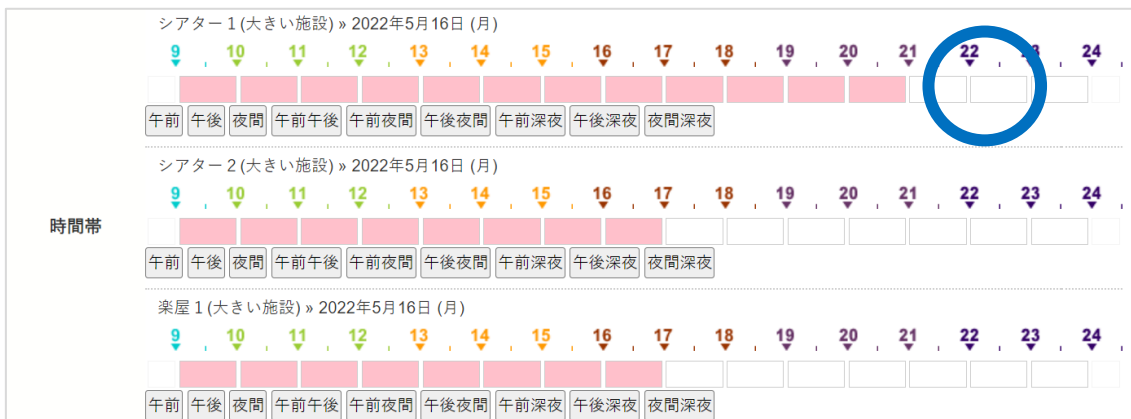 シアター１(大きい施設) » 2022年5月16日 (月)
9 10 11 12 13 14 15 16 17 18 19 20 21 22 23 24
午前 午後 夜間 午前午後 午前夜間 午後夜間 午前深夜 午後深夜 夜間深夜
シアター２(大きい施設) » 2022年5月16日 (月)
9 10 11 12 13 14 15 16 17 18 19 20 21 22 23 24
時間帯
午前 午後 夜間 午前午後 午前夜間 午後夜間 午前深夜 午後深夜 夜間深夜
楽屋１(大きい施設) » 2022年5月16日 (月)
9 10 11 12 13 14 15 16 17 18 19 20 21 22 23 24
午前 午後 夜間 午前午後 午前夜間 午後夜間 午前深夜 午後深夜 夜間深夜